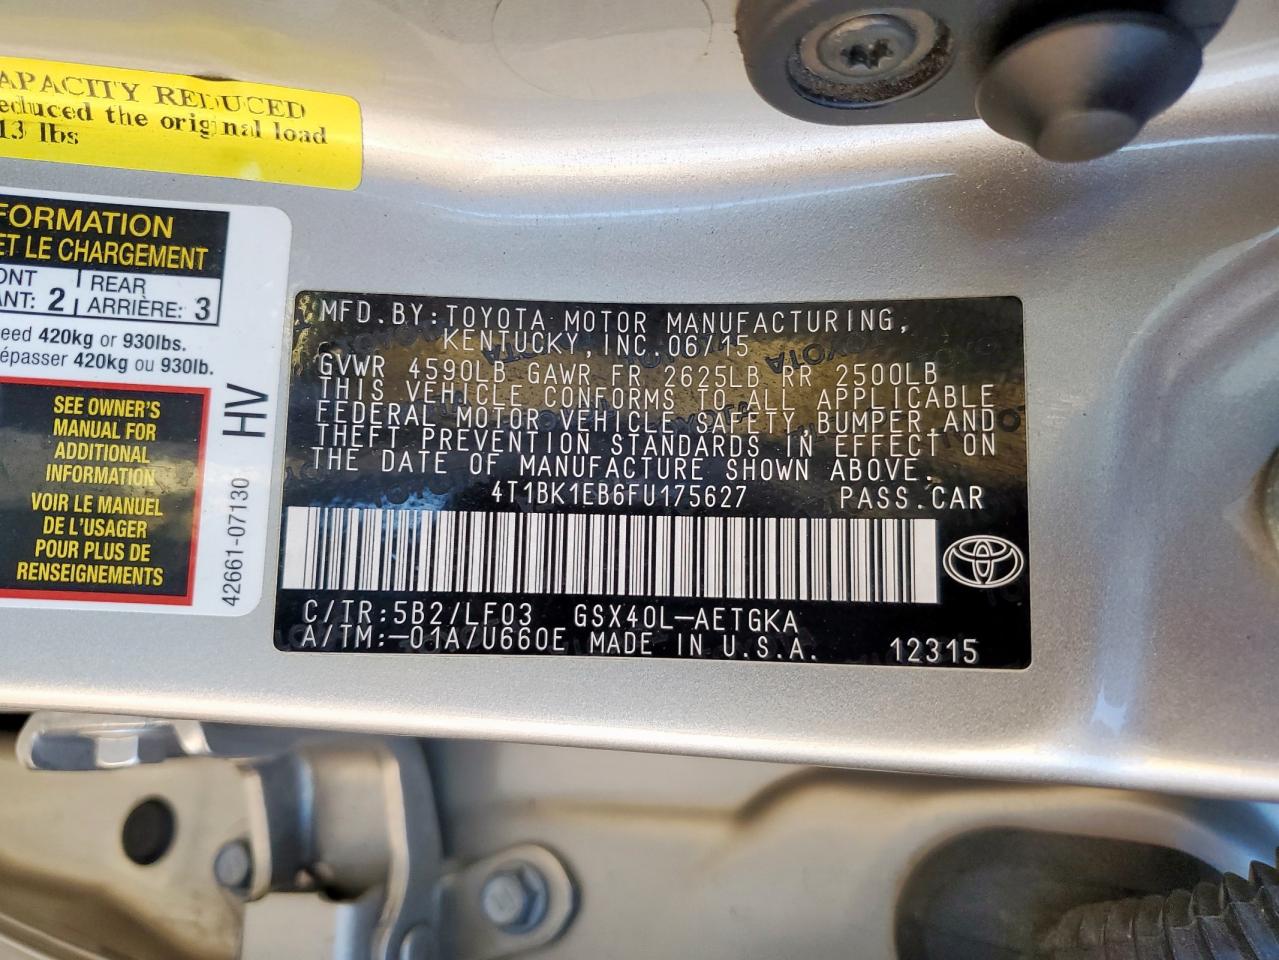 APACITY REDUCED
educed the original load
13 lbs
FORMATION
ET LE CHARGEMENT
ONT
ANT: 2
REAR
ARRIÈRE: 3
ceed 420kg or 930lbs.
épasser 420kg ou 930lb.
SEE OWNER'S
MANUAL FOR
ADDITIONAL
INFORMATION
VOIR LE MANUEL
DE L'USAGER
POUR PLUS DE
RENSEIGNEMENTS
42661-07130 HV
MFD.BY:TOYOTA MOTOR MANUFACTURING,
KENTUCKY,INC.06/15
GVWR 4590LB GAWR FR 2625LB RR 2500LB
THIS VEHICLE CONFORMS TO ALL APPLICABLE
FEDERAL MOTOR VEHICLE SAFETY,BUMPER,AND
THEFT PREVENTION STANDARDS IN EFFECT ON
THE DATE OF MANUFACTURE SHOWN ABOVE.
4T1BK1EB6FU175627 PASS.CAR
C/TR:5B2/LF03 GSX40L-AETGKA
A/TM:-01A/U660E MADE IN U.S.A. 12315